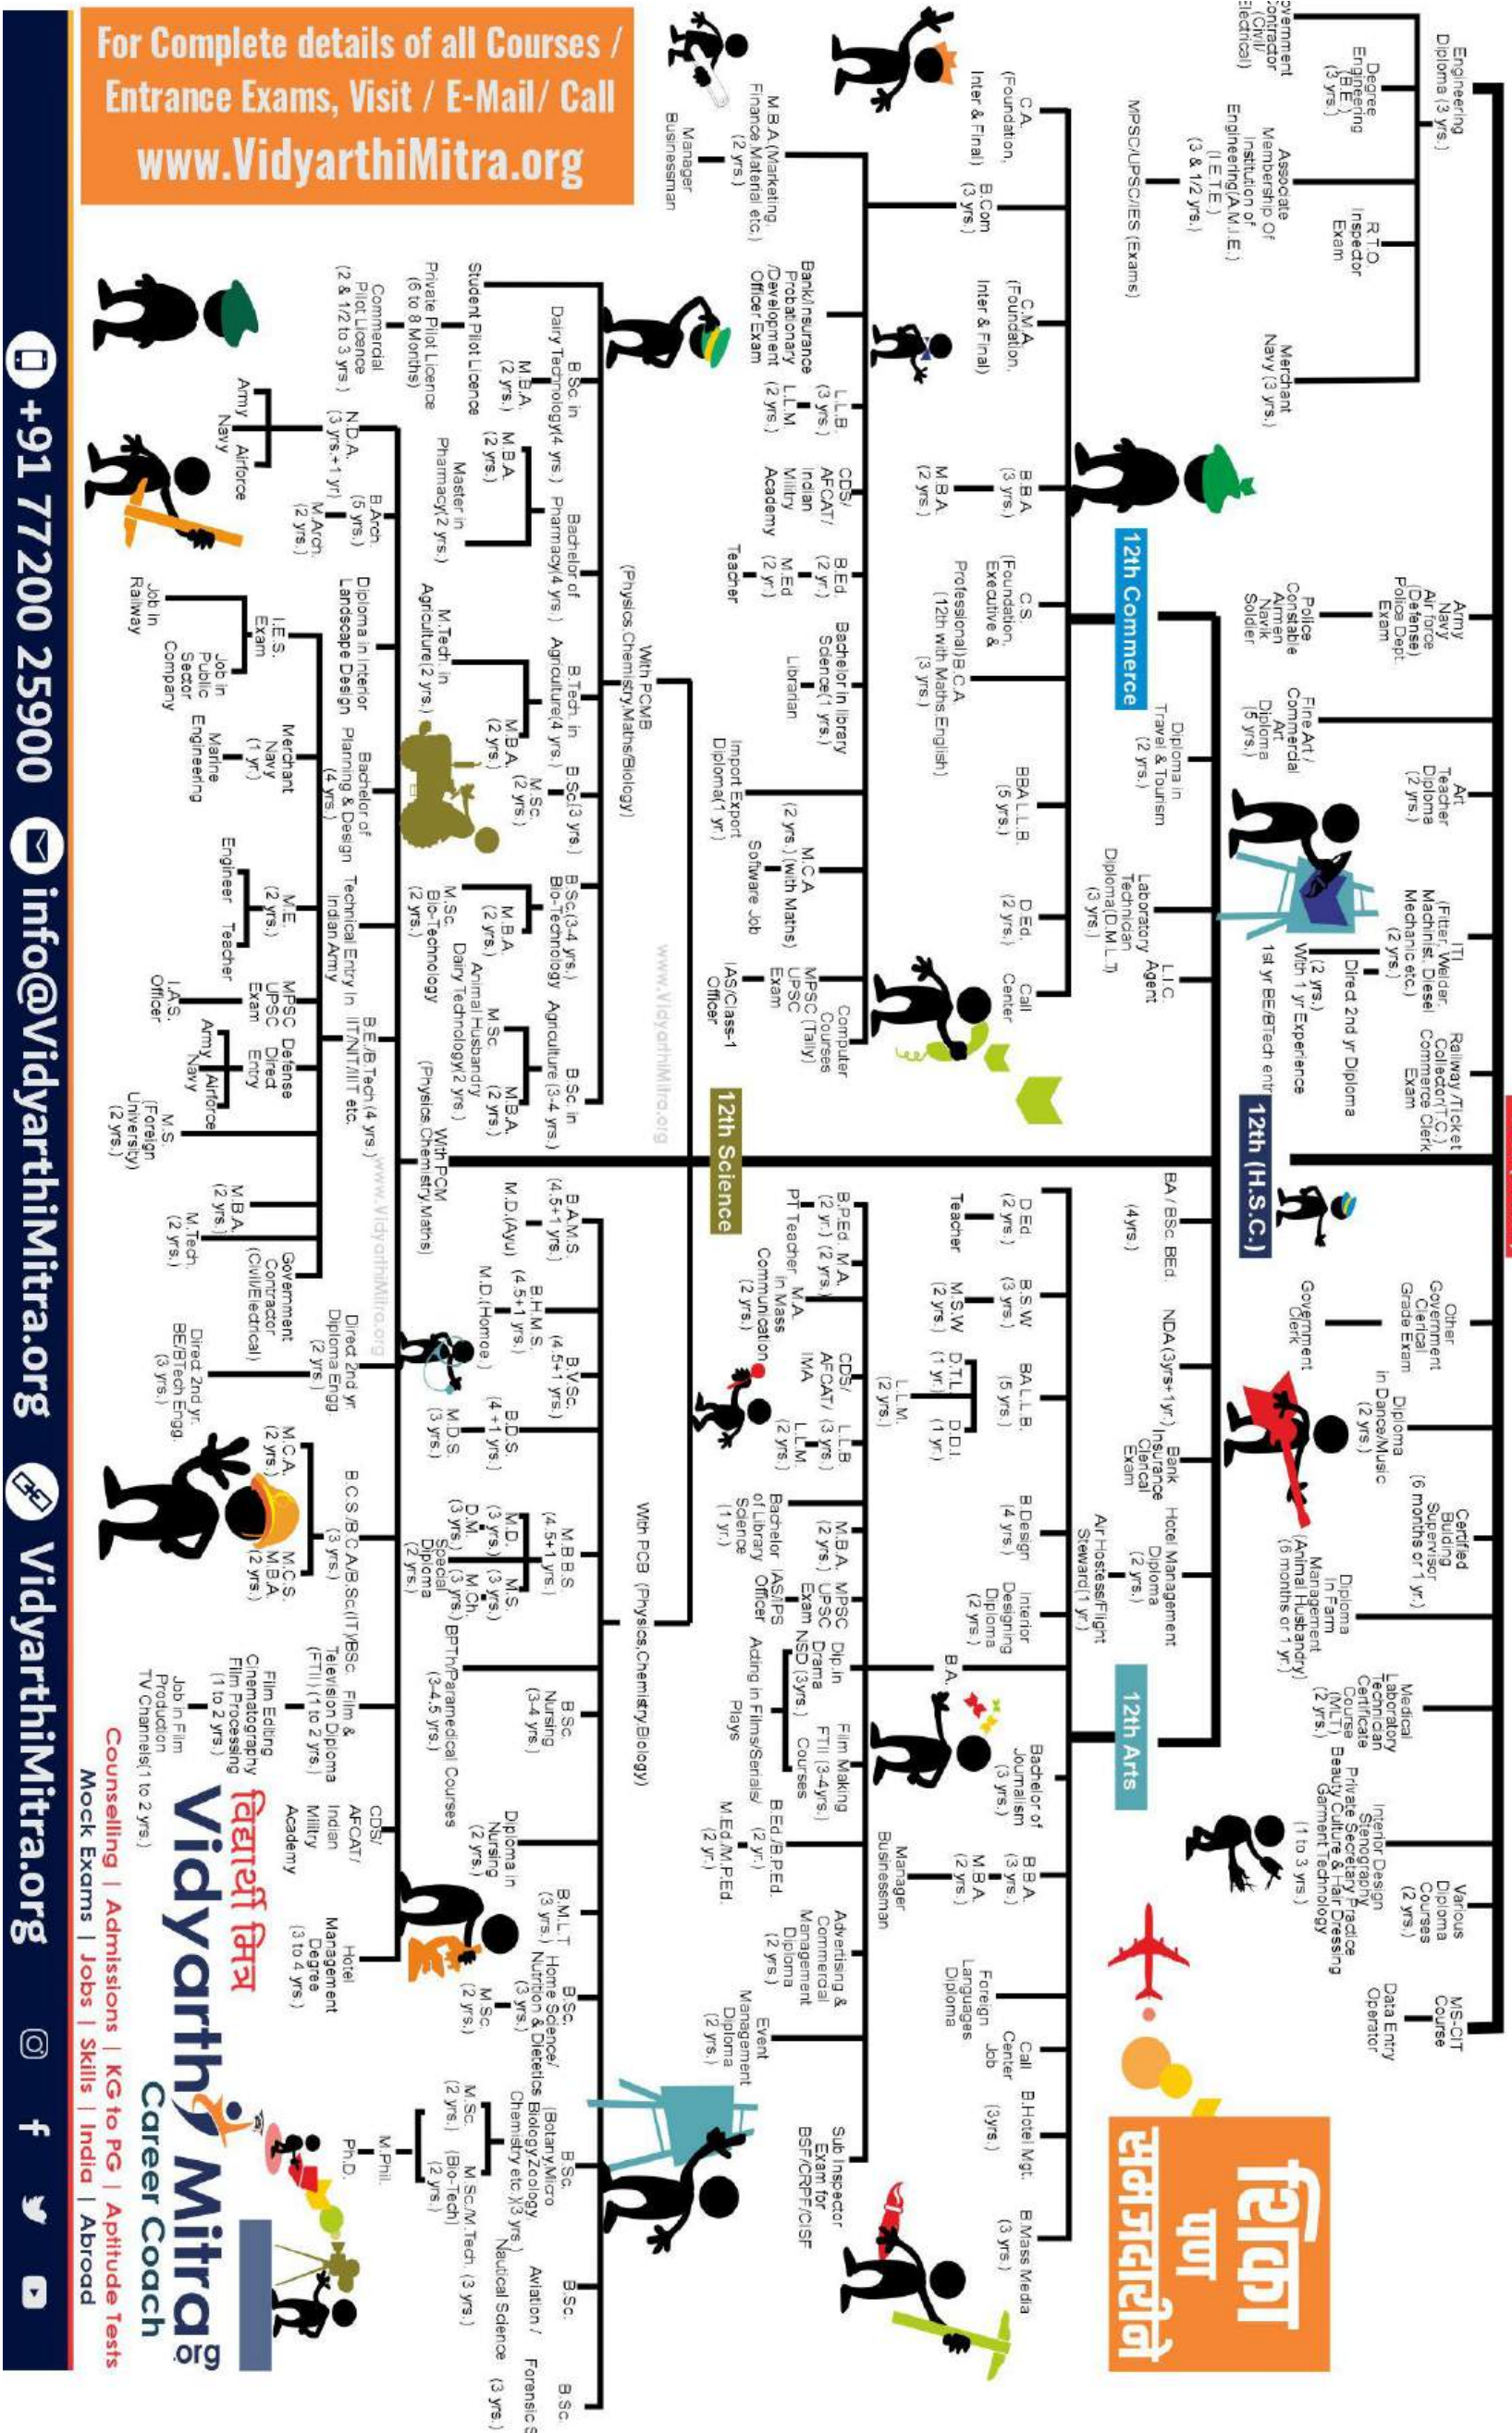 Engineering
Diploma (3 yrs.)
Degree
Engineering
(B.E.)
(3 yrs.)
Contractor
(Civil/
Electrical)
Associate
Membership Of
Institution of
Engineering(A.M.I.E.)
(I.E.T.E.)
(3 & 1/2 yrs.)
MPSC/UPSC/IES (Exams)
R.T.O.
Inspector
Exam
Merchant
Navy (3 yrs.)
Army
Navy
Air force
(Defense)
Police Dept.
Exam
Police
Constable
Airmen
Navik
Soldier
Fine Art /
Commercial
Art
Diploma
(5 yrs.)
Art
Teacher
Diploma
(2 yrs.)
ITI
(Fitter, Welder,
Machinist, Diesel
Mechanic etc.)
(2 yrs.)
Direct 2nd yr Diploma
(2 yrs.)
With 1 yr Experience
1st yr BE/BTech entr
Railway /Ticket
Collector(T.C.)
Commerce Clerk
Exam
Other
Government
Clerical
Grade Exam
Government
Clerk
Diploma
in Dance/Music
(2 yrs.)
Certified
Building
Supervisor
(6 months or 1 yr.)
Diploma
In Farm
Management
(Animal Husbandry)
(6 months or 1 yr.)
Medical
Laboratory
Technician
Certificate
Course
(MLT)
(2 yrs.)
Interior Design
Stenography
Private Secretary Practice
Beauty Culture & Hair Dressing
Garment Technology
(1 to 3 yrs.)
Various
Diploma
Courses
(2 yrs.)
MS-CIT
Course
Data Entry
Operator
12th (H.S.C.)
Diploma in
Travel & Tourism
(2 yrs.)
Laboratory
Technician
Diploma(D.M.L.T)
(3 yrs.)
L.I.C.
Agent
BA / BSc. BEd.
(4yrs.)
NDA (3yrs+1yr.)
Bank
Insurance
Clerical
Exam
Hotel Management
Diploma
(2 yrs.)
Air Hostess/Flight
Steward(1 yr.)
शिका
पण
समजदारीने
12th Commerce
C.A.
(Foundation,
Inter & Final)
B.Com
(3 yrs.)
C.M.A.
(Foundation,
Inter & Final)
B.B.A
(3 yrs.)
M.B.A.
(2 yrs.)
C.S.
(Foundation,
Executive &
Professional)
B.C.A.
(12th with Maths English)
(3 yrs.)
BBA L.L.B.
(5 yrs.)
D.Ed.
(2 yrs.)
Call
Center
M.B.A.(Marketing,
Finance,Material etc.)
(2 yrs.)
Manager
Businessman
Bank/Insurance
Probationary
/Development
Officer Exam
L.L.B.
(3 yrs.)
L.L.M
(2 yrs.)
CDS/
AFCAT/
Indian
Militry
Academy
B.Ed.
(2 yr.)
M.Ed
(2 yr.)
Teacher
Bachelor in library
Science(1 yrs.)
Librarian
Import Export
Diploma(1 yr.)
M.C.A
(2 yrs.) (with Maths)
Software Job
Computer
Courses
(Tally)
MPSC
UPSC
Exam
IAS/Class-1
Officer
12th Arts
D.Ed
(2 yrs.)
Teacher
B.S.W
(3 yrs.)
M.S.W
(2 yrs.)
BA L.L.B.
(5 yrs.)
D.T.L.
(1 yr.)
D.D.I.
(1 yr.)
L.L.M.
(2 yrs.)
B.Design
(4 yrs.)
Interior
Designing
Diploma
(2 yrs.)
B.A.
Bachelor of
Journalism
(3 yrs.)
B.B.A.
(3 yrs.)
M.B.A.
(2 yrs.)
Manager
Businessman
Foreign
Languages
Diploma
Call
Center
Job
B.Hotel Mgt.
(3yrs.)
B.Mass Media
(3 yrs.)
B.P.Ed.
(2 yr.)
PT Teacher
M.A.
(2 yrs.)
M.A.
in Mass
Communication
(2 yrs.)
CDS/
AFCAT/
IMA
L.L.B
(3 yrs.)
L.L.M.
(2 yrs.)
Bachelor
of Library
Science
(1 yr.)
M.B.A.
(2 yrs.)
MPSC
UPSC
Exam
IAS/IPS
Officer
Dip.In
Drama
NSD (3yrs.)
Film Making
FTII (3-4yrs.)
Courses
Acting in Films/Serials/
Plays
B.Ed./B.P.Ed.
(2 yr.)
M.Ed./M.P.Ed.
(2 yr.)
Advertising &
Commercial
Management
Diploma
(2 yrs.)
Event
Management
Diploma
(2 yrs.)
Sub Inspector
Exam for
BSF/CRPF/CISF
12th Science
www.VidyarthiMitra.org
With PCMB
(Physics,Chemistry,Maths/Biology)
Student Pilot Licence
Private Pilot Licence
(6 to 8 Months)
Commercial
Pilot Licence
(2 & 1/2 to 3 yrs.)
B.Sc. in
Dairy Technology(4 yrs.)
M.B.A.
(2 yrs.)
Bachelor of
Pharmacy(4 yrs.)
M.B.A.
(2 yrs.)
Master in
Pharmacy(2 yrs.)
B.Tech. in
Agriculture(4 yrs.)
M.Tech. in
Agriculture(2 yrs.)
M.B.A.
(2 yrs.)
B.Sc(3 yrs.)
M.Sc.
(2 yrs.)
B.Sc.(3-4 yrs.)
Bio-Technology
M.B.A.
(2 yrs.)
M.Sc.
Bio-Technology
(2 yrs.)
B.Sc. in
Agriculture (3-4 yrs.)
M.Sc.
Animal Husbandry
Dairy Technology(2 yrs.)
M.B.A.
(2 yrs.)
With PCB (Physics,Chemistry,Biology)
B.A.M.S.
(4.5+1 yrs.)
M.D.(Ayu)
B.H.M.S.
(4.5+1 yrs.)
M.D.(Homoe.)
B.V.Sc.
(4.5+1 yrs.)
B.D.S.
(4 +1 yrs.)
M.D.S.
(3 yrs.)
M.B.B.S.
(4.5+1 yrs.)
M.D.
(3 yrs.)
M.S.
(3 yrs.)
D.M.
(3 yrs.)
M.Ch.
(3 yrs.)
Special
Diploma
(2 yrs.)
BPTh/Paramedical Courses
(3-4.5 yrs.)
B.Sc.
Nursing
(3-4 yrs.)
Diploma in
Nursing
(2 yrs.)
B.M.L.T
(3 yrs.)
B.Sc.
Home Science/
Nutrition & Dietetics
(3 yrs.)
M.Sc.
(2 yrs.)
B.Sc.
(Botany,Micro
Biology,Zoology,
Chemistry etc.)(3 yrs.)
M.Sc.
(2 yrs.)
M.Sc./M.Tech. (3 yrs.)
(Bio-Tech)
(2 yrs.)
M.Phil.
Ph.D.
B.Sc.
Aviation /
Nautical Science (3 yrs.)
B.Sc.
Forensic
With PCM
(Physics,Chemistry,Maths)
www.VidyarthiMitra.org
N.D.A.
(3 yrs.+1 yr)
Army
Airforce
Navy
B.Arch.
(5 yrs.)
M.Arch.
(2 yrs.)
Diploma in Interior
Landscape Design
Bachelor of
Planning & Design
(4 yrs.)
Technical Entry In
Indian Army
B.E./B.Tech (4 yrs.)
IIT/NIT/IIIT etc.
Direct 2nd yr.
Diploma Engg.
(2 yrs.)
Direct 2nd yr.
BE/BTech Engg.
(3 yrs.)
B.C.S./B.C.A/B.Sc.(IT)/BSc.
(3 yrs.)
M.C.A.
(2 yrs.)
M.C.S.
M.B.A.
(2 yrs.)
Film &
Television Diploma
(FTII) (1 to 2 yrs.)
Film Editing
Cinematography
Film Processing
(1 to 2 yrs.)
Job in Film
Production
TV Channels(1 to 2 yrs.)
CDS/
AFCAT/
Indian
Militry
Academy
Hotel
Management
Degree
(3 to 4 yrs.)
I.E.S.
Exam
Job in
Railway
Job in
Public
Sector
Company
Merchant
Navy
(1 yr.)
Marine
Engineering
M.E.
(2 yrs.)
Engineer
Teacher
MPSC
UPSC
Exam
I.A.S.
Officer
Defense
Direct
Entry
Army
Airforce
Navy
M.S.
(Foreign
University)
(2 yrs.)
M.B.A.
(2 yrs.)
M.Tech.
(2 yrs.)
Government
Contractor
(Civil/Electrical)
For Complete details of all Courses /
Entrance Exams, Visit / E-Mail/ Call
www.VidyarthiMitra.org
विद्यार्थी मित्र
Vidyarthi Mitra.org
Career Coach
Counselling | Admissions | KG to PG | Aptitude Tests
Mock Exams | Jobs | Skills | India | Abroad
+91 77200 25900 info@VidyarthiMitra.org VidyarthiMitra.org